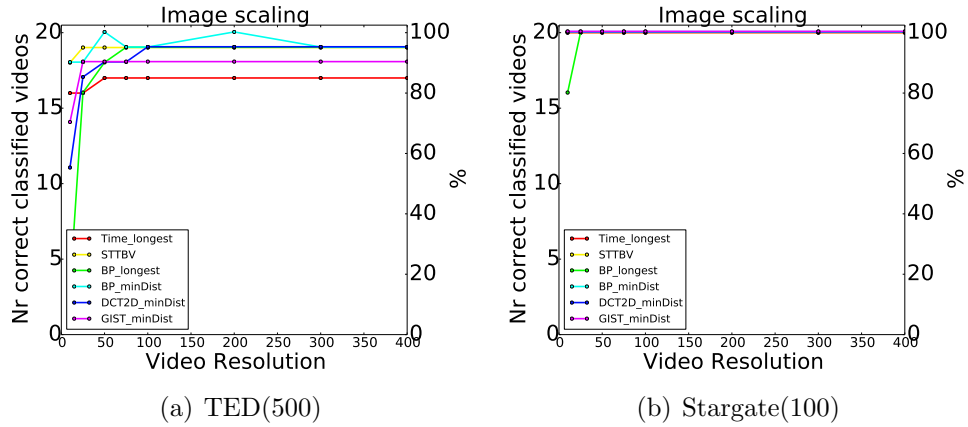 Image scaling
20
15
10
5
0
Nr correct classified videos
100
80
60
40
20
0
%
Time_longest
STTBV
BP_longest
BP_minDist
DCT2D_minDist
GIST_minDist
0 50 100 150 200 250 300 350 400
Video Resolution
(a) TED(500)
Image scaling
20
15
10
5
0
Nr correct classified videos
100
80
60
40
20
0
%
Time_longest
STTBV
BP_longest
BP_minDist
DCT2D_minDist
GIST_minDist
0 50 100 150 200 250 300 350 400
Video Resolution
(b) Stargate(100)